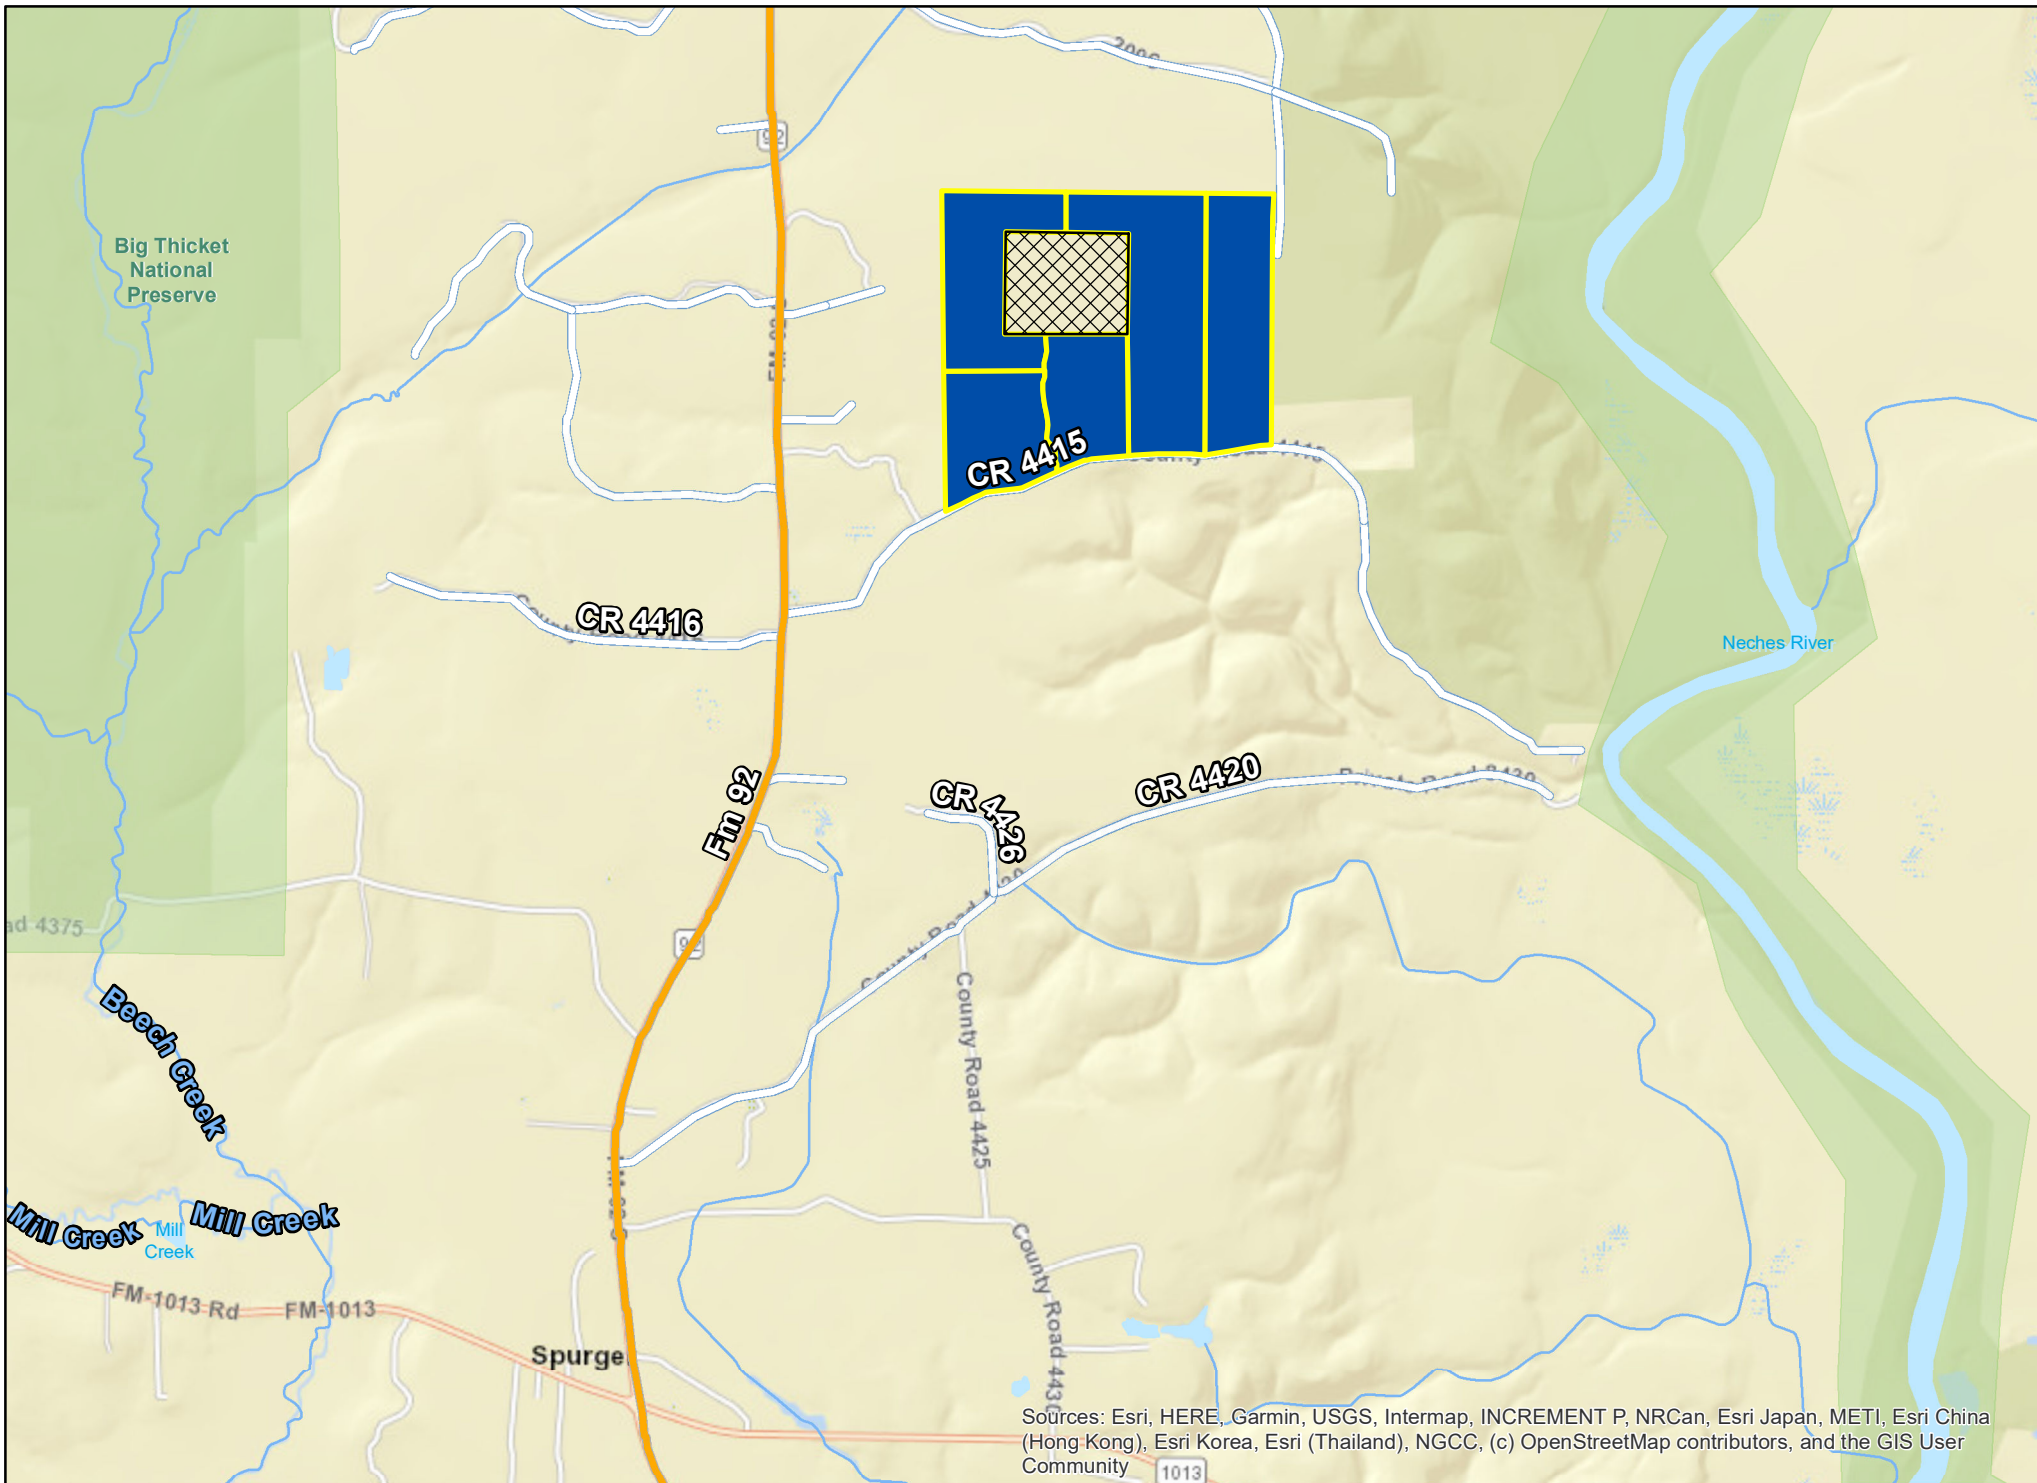 200S
92
Big Thicket
National
Preserve
CR 4415
CR 4416
Neches River
Fm 92
CR 4426
CR 4420
ad 4375
92
County Road 4425
Beech Creek
Mill Creek
Mill Creek
Mill
Creek
FM-1013 Rd
FM-1013
County Road 4430
Spurge
Sources: Esri, HERE, Garmin, USGS, Intermap, INCREMENT P, NRCan, Esri Japan, METI, Esri China
(Hong Kong), Esri Korea, Esri (Thailand), NGCC, (c) OpenStreetMap contributors, and the GIS User
Community
1013